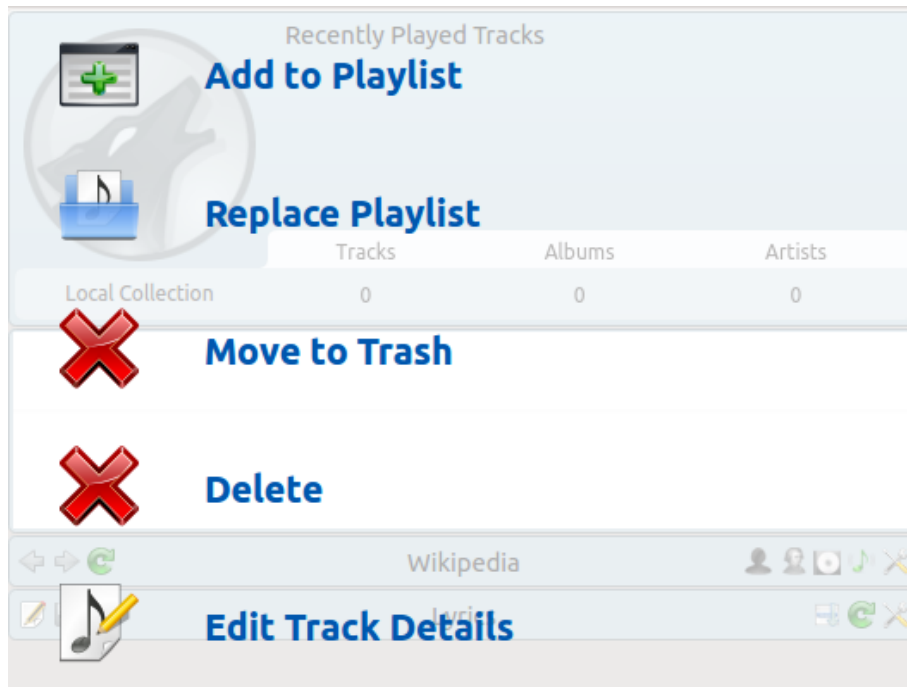 Recently Played Tracks
Add to Playlist
Replace Playlist
Tracks Albums Artists
Local Collection 0 0 0
Move to Trash
Delete
Wikipedia
Lyrics
Edit Track Details